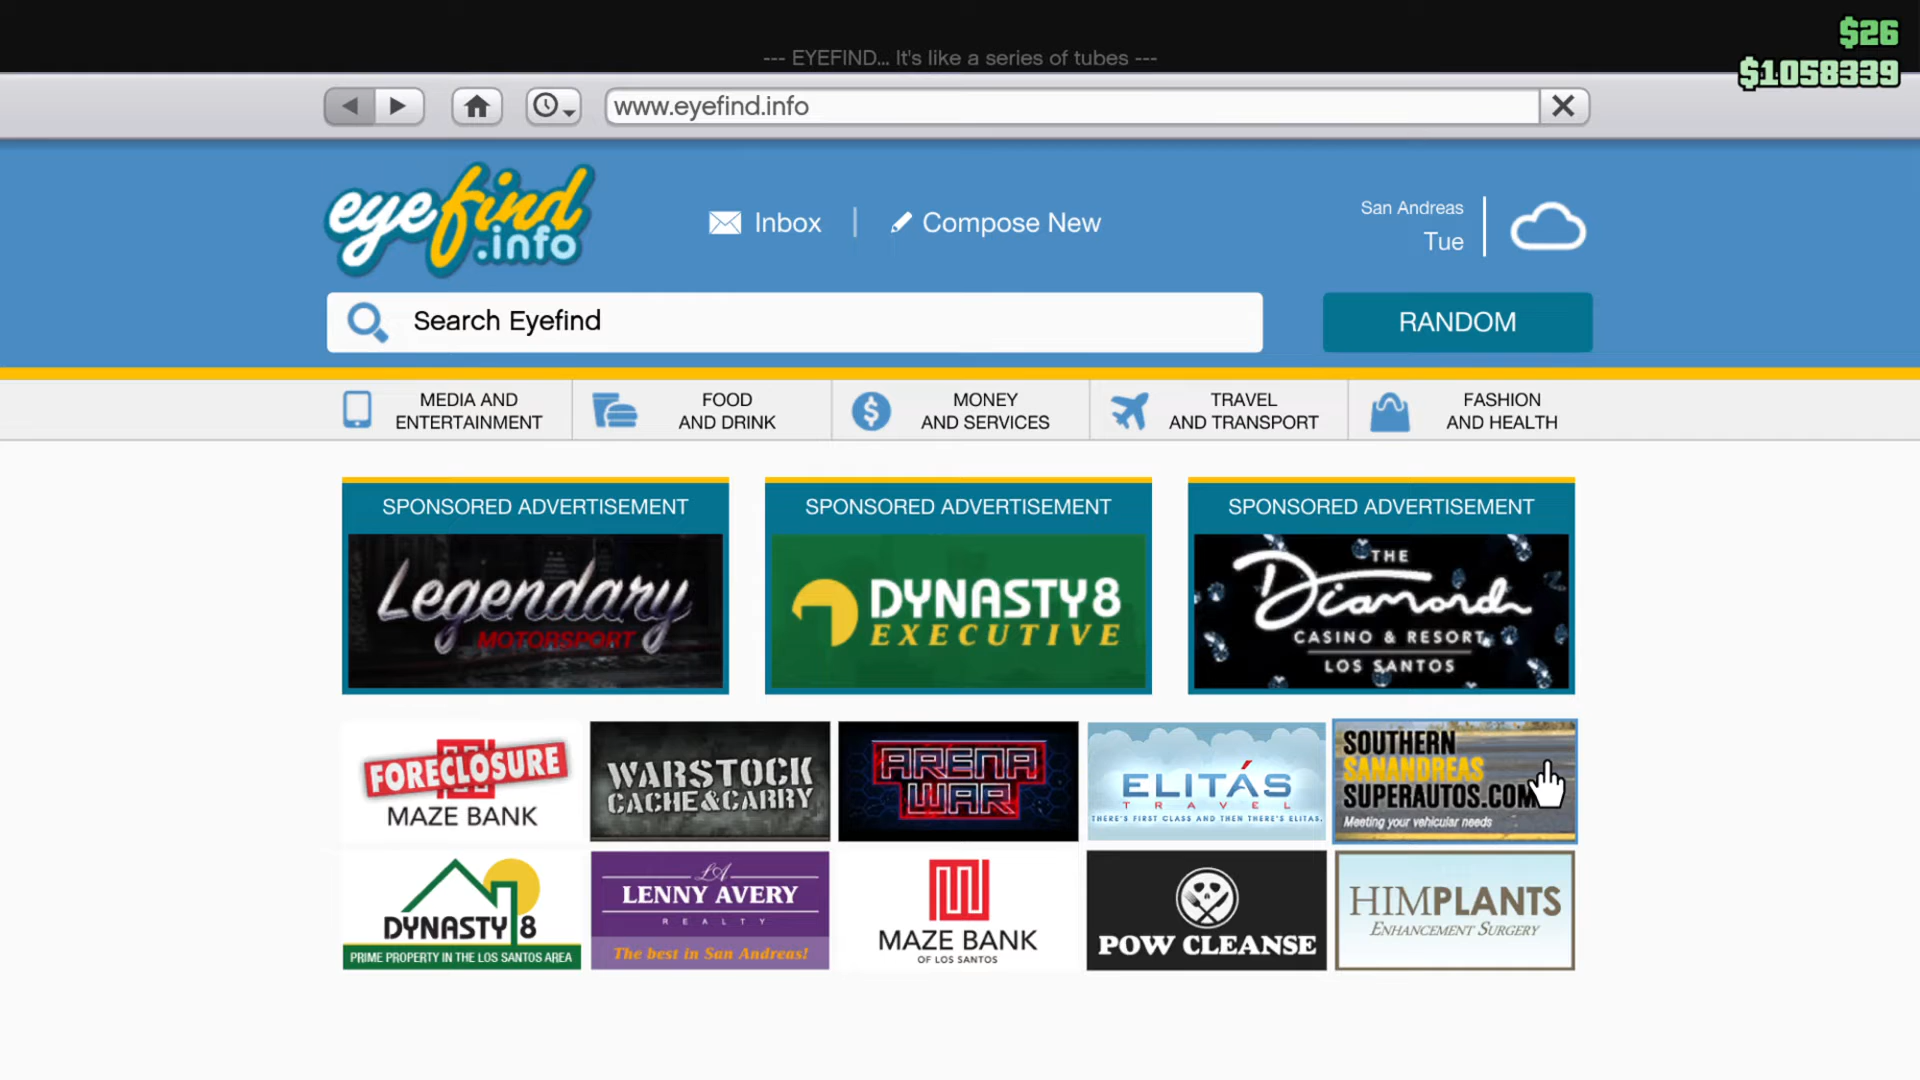 $26
--- EYEFIND... It's like a series of tubes ---
$1058339
www.eyefind.info
eyefind.info
Inbox
Compose New
San Andreas
Tue
Search Eyefind
RANDOM
MEDIA AND ENTERTAINMENT
FOOD AND DRINK
MONEY AND SERVICES
TRAVEL AND TRANSPORT
FASHION AND HEALTH
SPONSORED ADVERTISEMENT
Legendary
MOTORSPORT
SPONSORED ADVERTISEMENT
DYNASTY8
EXECUTIVE
SPONSORED ADVERTISEMENT
THE
Diamond
CASINO & RESORT
LOS SANTOS
FORECLOSURE
MAZE BANK
WARSTOCK
CACHE&CARRY
ARENA
WAR
ELITÁS
TRAVEL
THERE'S FIRST CLASS AND THEN THERE'S ELITAS.
SOUTHERN
SANANDREAS
SUPERAUTOS.COM
Meeting your vehicular needs
DYNASTY 8
PRIME PROPERTY IN THE LOS SANTOS AREA
LA
LENNY AVERY
REALTY
The best in San Andreas!
MAZE BANK
OF LOS SANTOS
POW CLEANSE
HIMPLANTS
ENHANCEMENT SURGERY